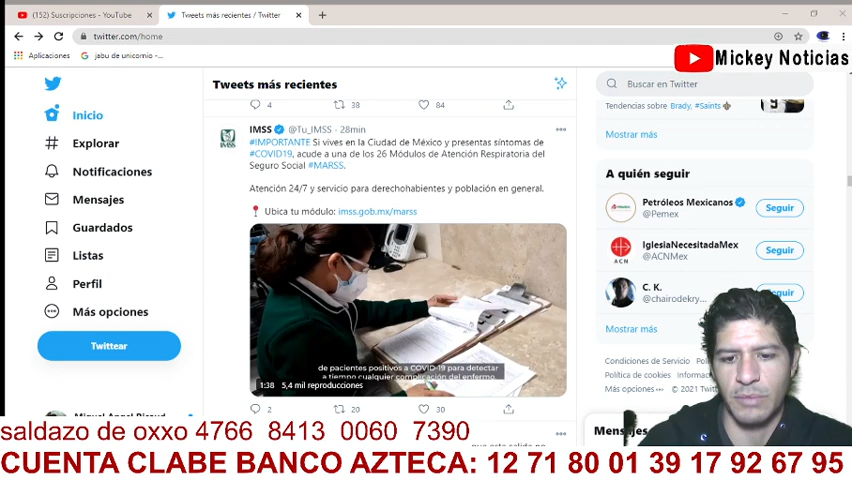 (152) Suscripciones - YouTube
Tweets más recientes / Twitter
twitter.com/home
Aplicaciones
jabu de unicornio -...
Mickey Noticias
Tweets más recientes
Buscar en Twitter
4
38
84
Tendencias sobre Brady, #Saints
Mostrar más
Inicio
Explorar
Notificaciones
Mensajes
Guardados
Listas
Perfil
Más opciones
Twittear
IMSS @Tu_IMSS · 28min
#IMPORTANTE Si vives en la Ciudad de México y presentas síntomas de
#COVID19, acude a una de los 26 Módulos de Atención Respiratoria del
Seguro Social #MARSS.
Atención 24/7 y servicio para derechohabientes y población en general.
Ubica tu módulo: imss.gob.mx/marss
de pacientes positivos a COVID-19 para detectar
a tiempo cualquier complicación del enfermo
1:38
5,4 mil reproducciones
2
20
30
A quién seguir
Petróleos Mexicanos
@Pemex
Seguir
ACN
IglesiaNecesitadaMex
@ACNMex
Seguir
C. K.
@chairodekry...
Mostrar más
Condiciones de Servicio
Política de cookies
Más opciones
© 2021
Mensajes
saldazo de oxxo 4766 8413 0060 7390
CUENTA CLABE BANCO AZTECA: 12 71 80 01 39 17 92 67 95